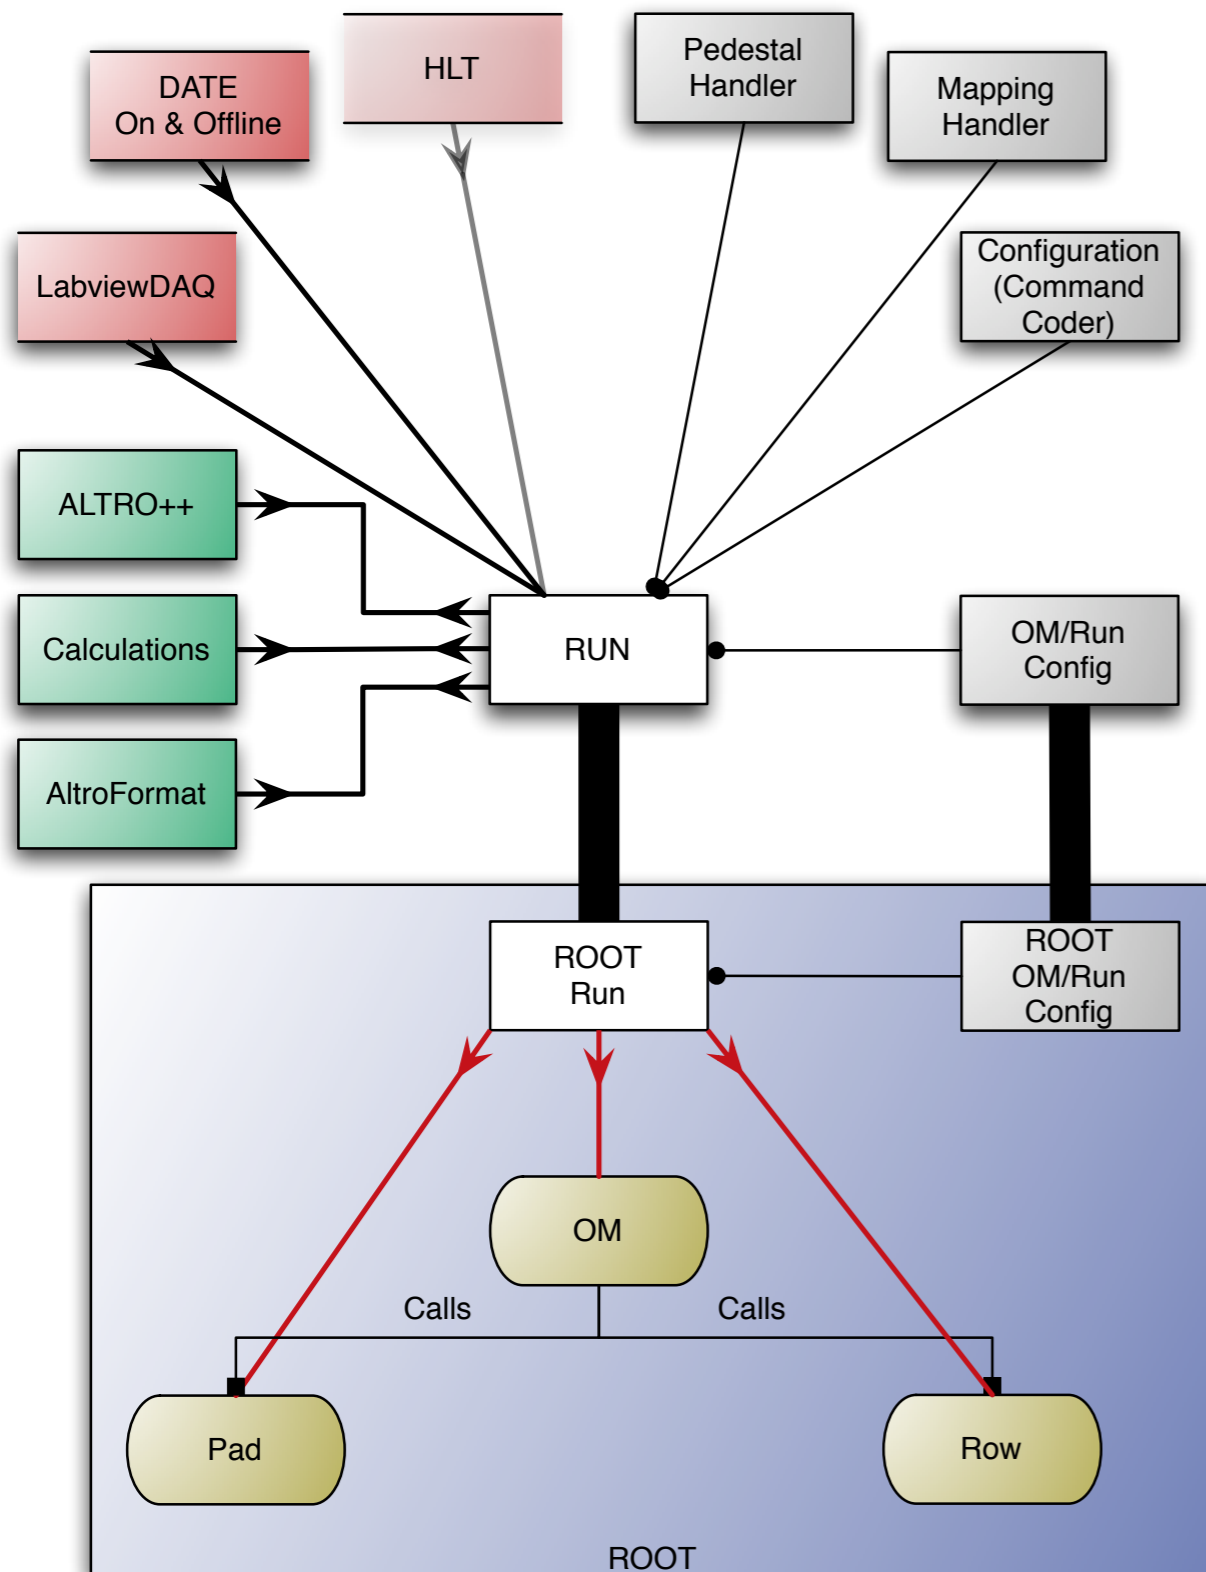 HLT
Pedestal
Handler
DATE
On & Offline
Mapping
Handler
LabviewDAQ
Configuration
(Command
Coder)
ALTRO++
Calculations
RUN
OM/Run
Config
AltroFormat
ROOT
Run
ROOT
OM/Run
Config
OM
Calls
Calls
Pad
Row
ROOT